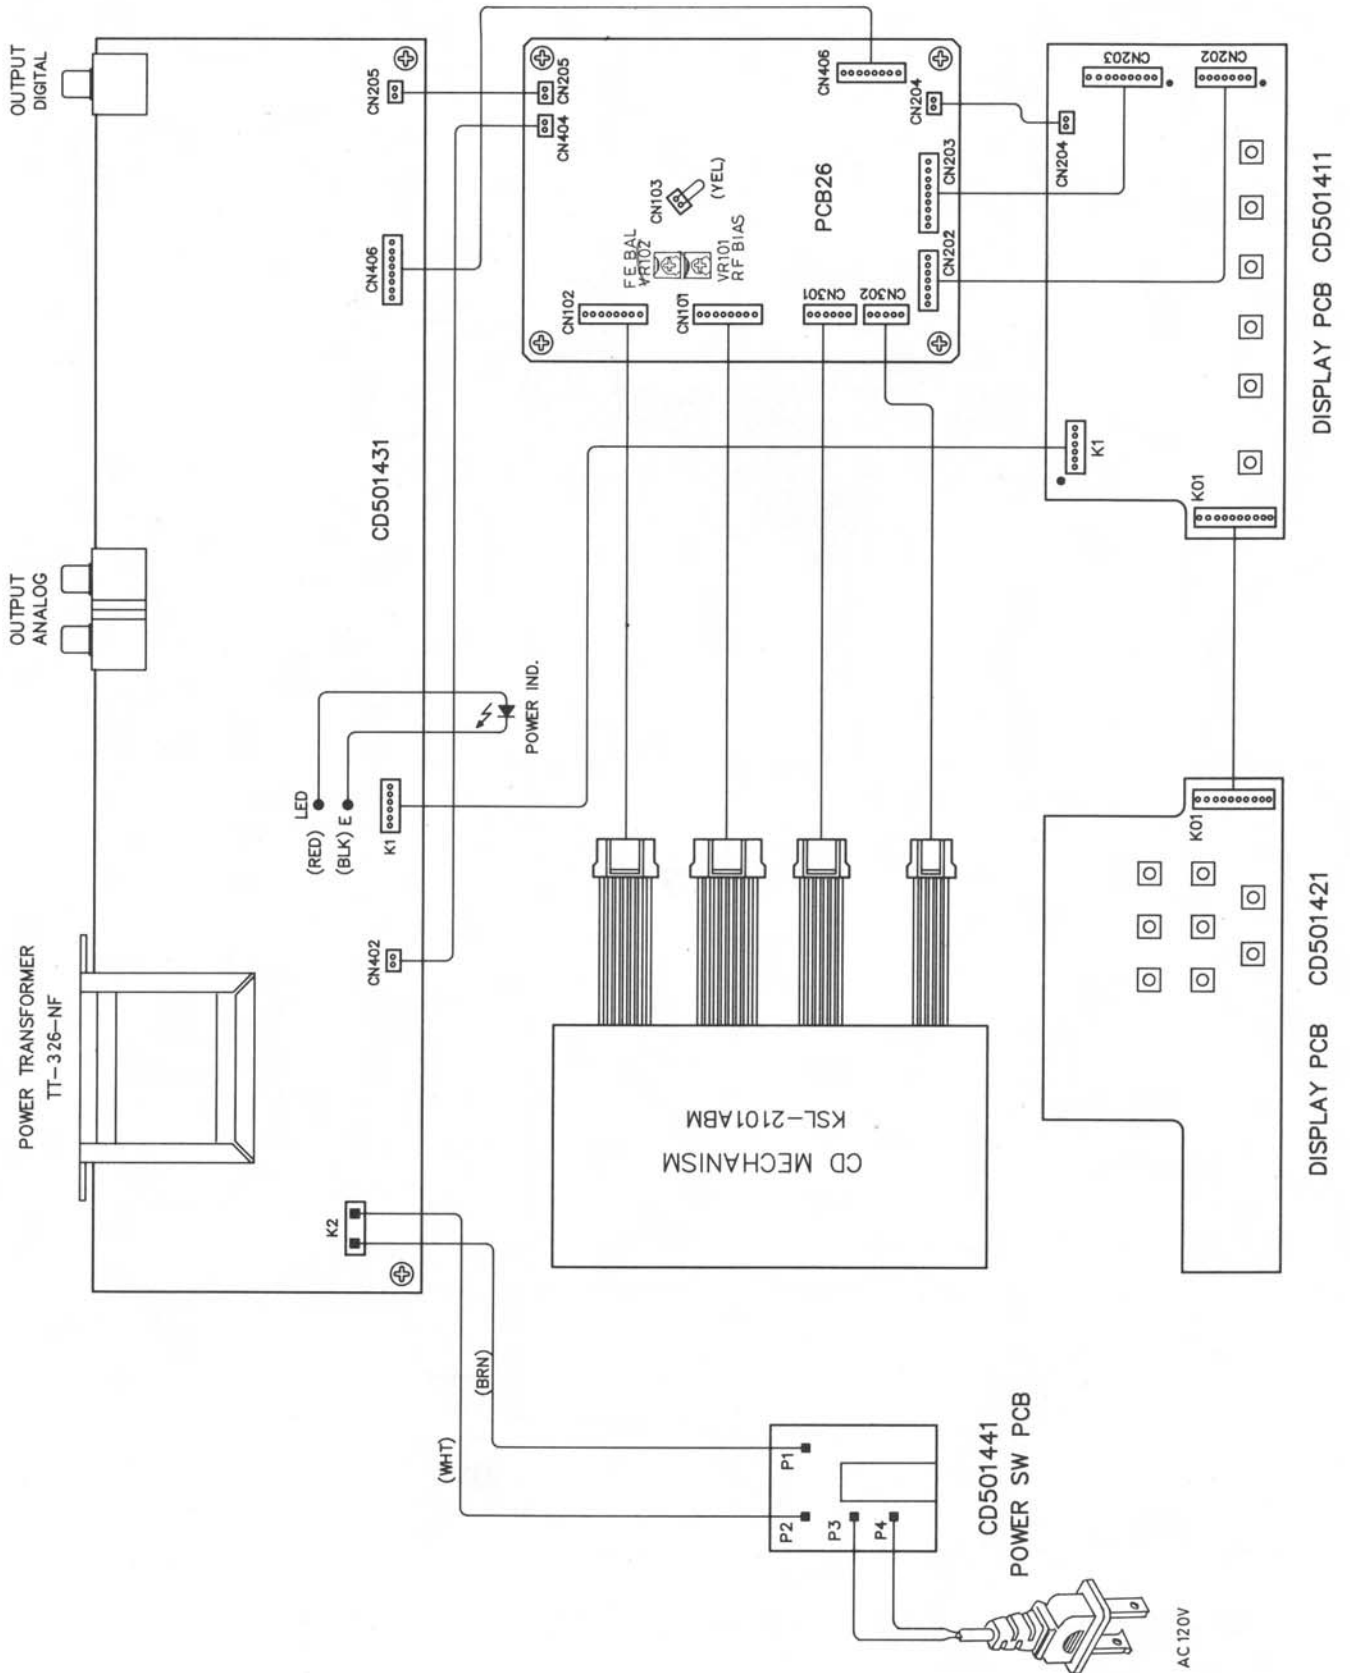 OUTPUT
DIGITAL
OUTPUT
ANALOG
POWER TRANSFORMER
TT-326-NF
CN205
CN406
CD501431
LED
(RED)
(BLK) E
K1
CN402
K2
POWER IND.
CN205
CN404
CN406
CN204
CN103
(YEL)
PCB26
CN203
CN202
FE BAL
VR102
VR101
RF BIAS
CN102
CN101
CN301
CN302
CN203
CN202
CN204
K1
K01
DISPLAY PCB CD501411
K01
DISPLAY PCB CD501421
CD MECHANISM
KSL-2101ABM
(BRN)
(WHT)
P1
P2
P3
P4
CD501441
POWER SW PCB
AC 120V